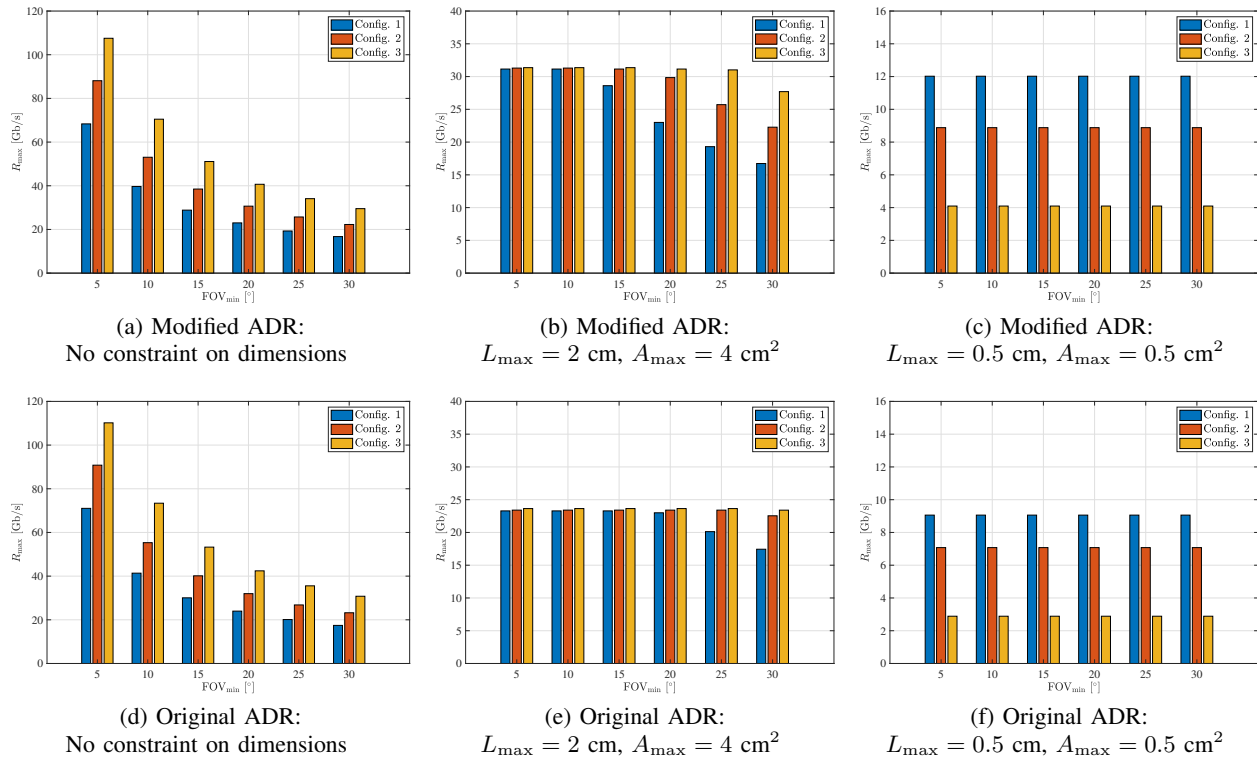 120
100
80
60
40
20
0
R_max [Gb/s]
5 10 15 20 25 30
FOV_min [°]
Config. 1
Config. 2
Config. 3
(a) Modified ADR:
No constraint on dimensions
40
35
30
25
20
15
10
5
0
R_max [Gb/s]
5 10 15 20 25 30
FOV_min [°]
Config. 1
Config. 2
Config. 3
(b) Modified ADR:
L_max = 2 cm, A_max = 4 cm²
16
14
12
10
8
6
4
2
0
R_max [Gb/s]
5 10 15 20 25 30
FOV_min [°]
Config. 1
Config. 2
Config. 3
(c) Modified ADR:
L_max = 0.5 cm, A_max = 0.5 cm²
120
100
80
60
40
20
0
R_max [Gb/s]
5 10 15 20 25 30
FOV_min [°]
Config. 1
Config. 2
Config. 3
(d) Original ADR:
No constraint on dimensions
40
35
30
25
20
15
10
5
0
R_max [Gb/s]
5 10 15 20 25 30
FOV_min [°]
Config. 1
Config. 2
Config. 3
(e) Original ADR:
L_max = 2 cm, A_max = 4 cm²
16
14
12
10
8
6
4
2
0
R_max [Gb/s]
5 10 15 20 25 30
FOV_min [°]
Config. 1
Config. 2
Config. 3
(f) Original ADR:
L_max = 0.5 cm, A_max = 0.5 cm²